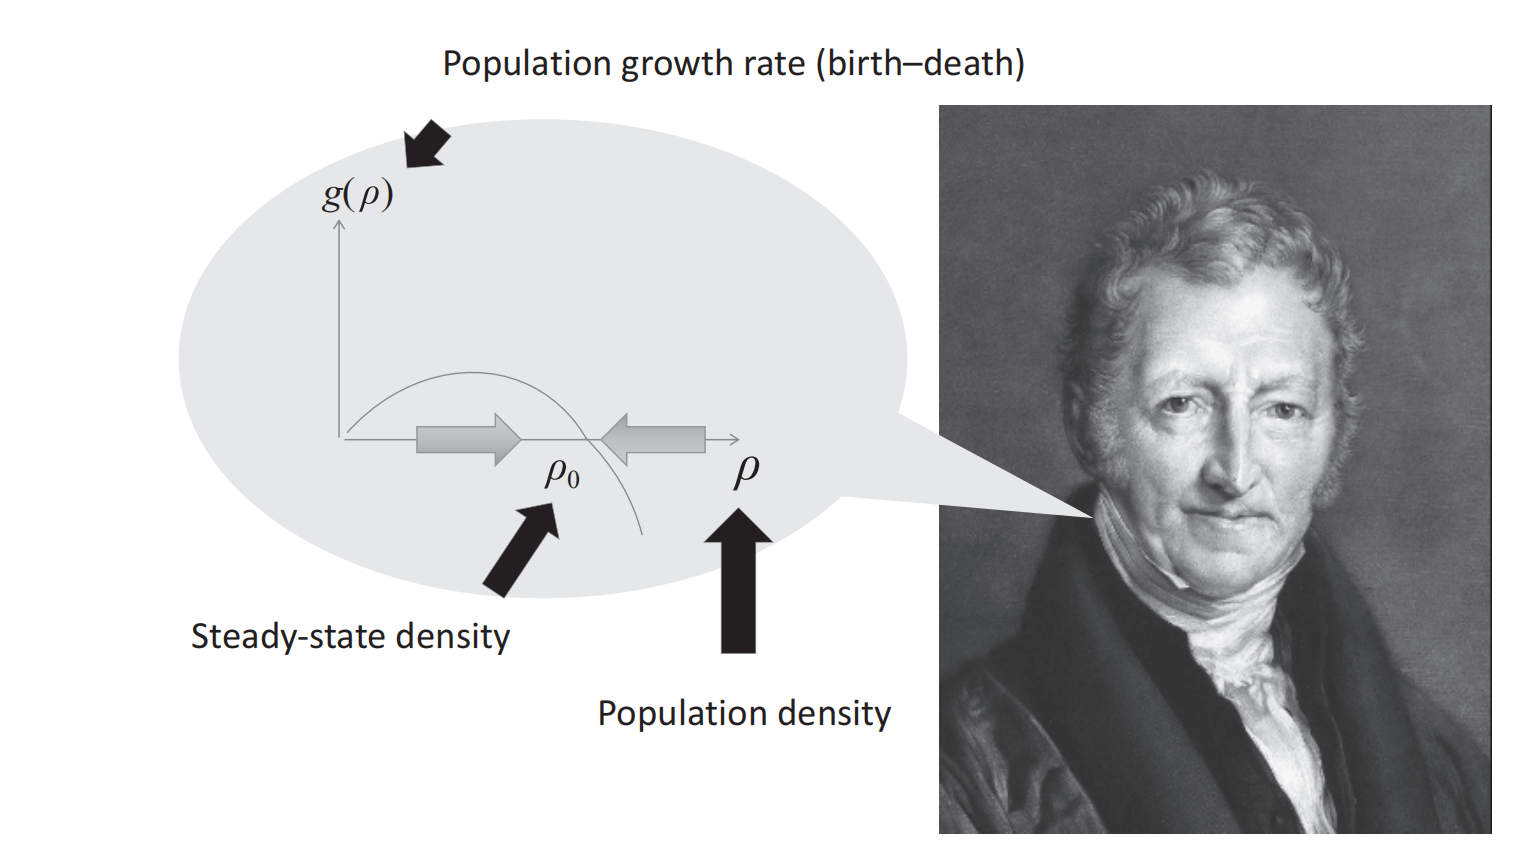 Population growth rate (birth–death)
g(ρ)
ρ₀
ρ
Steady-state density
Population density